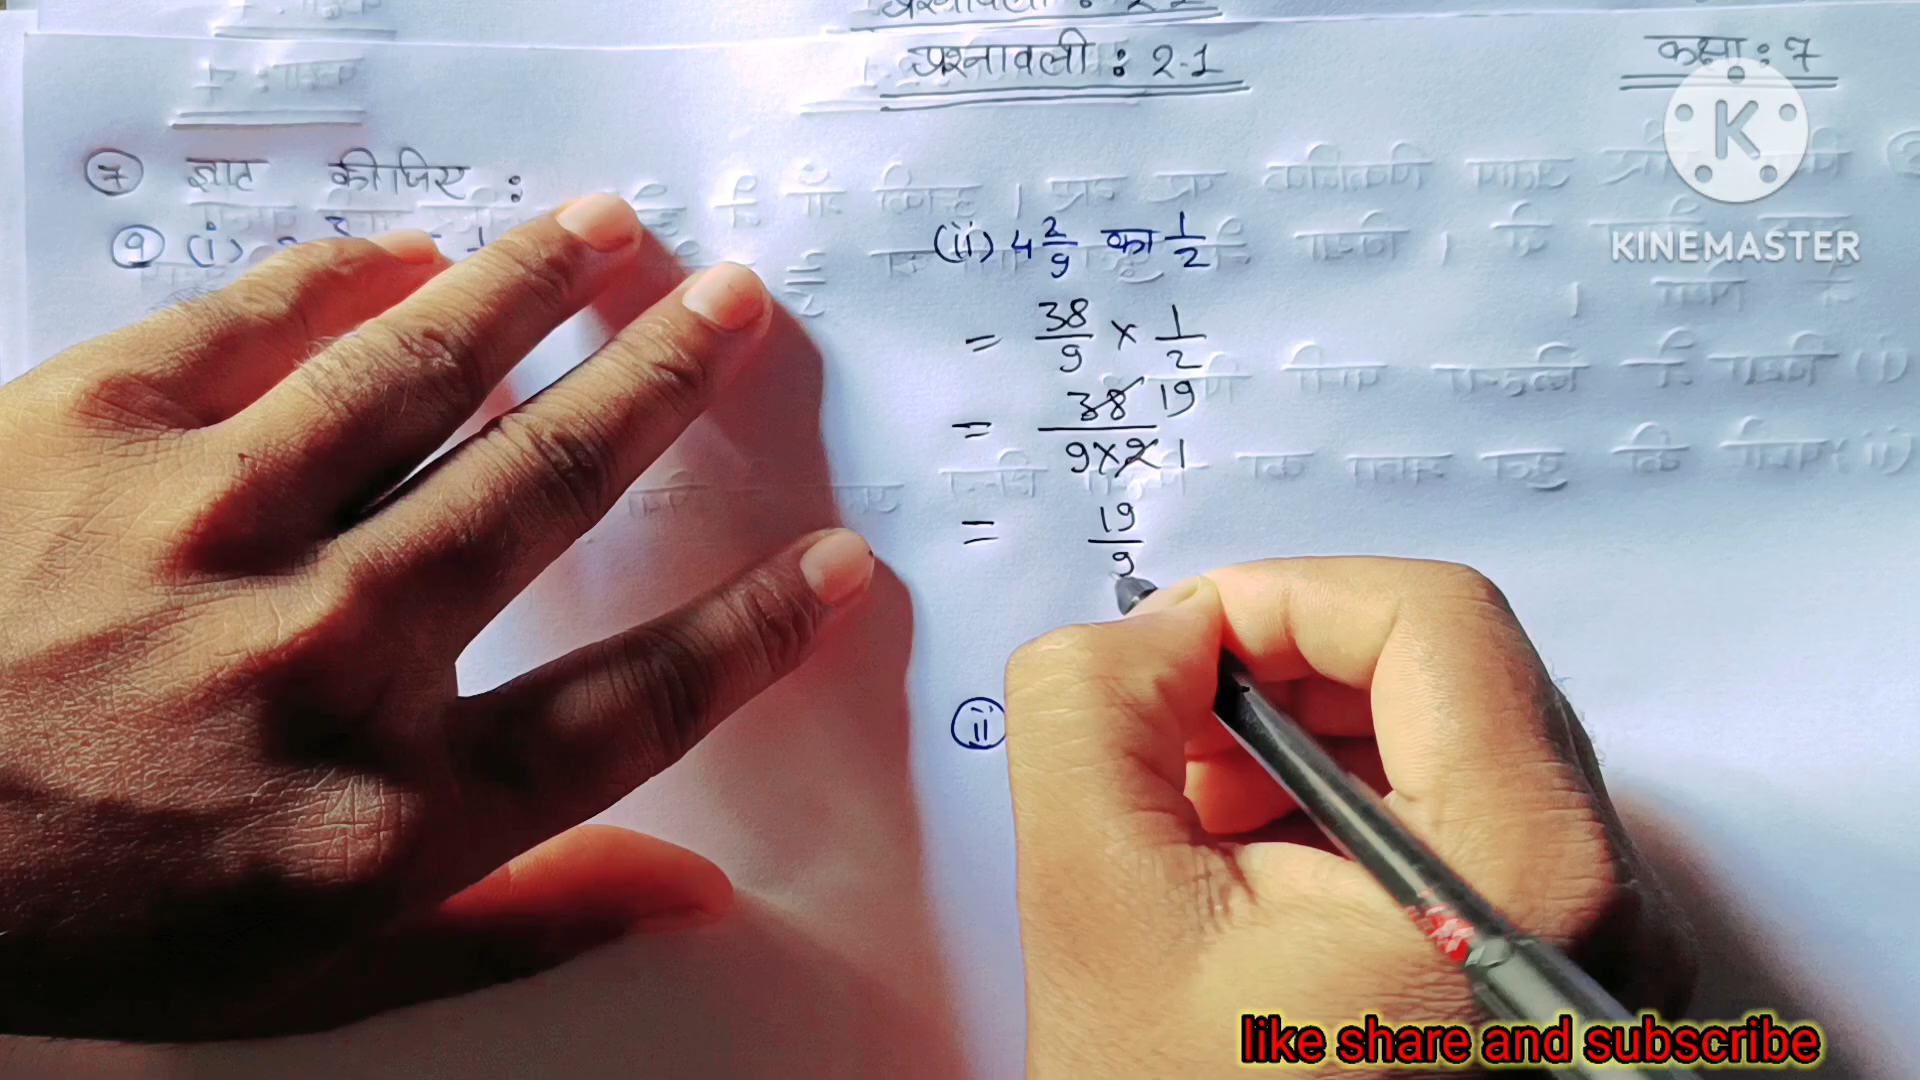 प्रश्नावली : 2.1
कक्षा : 7
7 ज्ञात कीजिए :
9 (i)
(ii) 4 2/9 का 1/2
= 38/9 × 1/2
= 38 19 / 9×2 1
= 19/9
ii
K
KINEMASTER
like share and subscribe